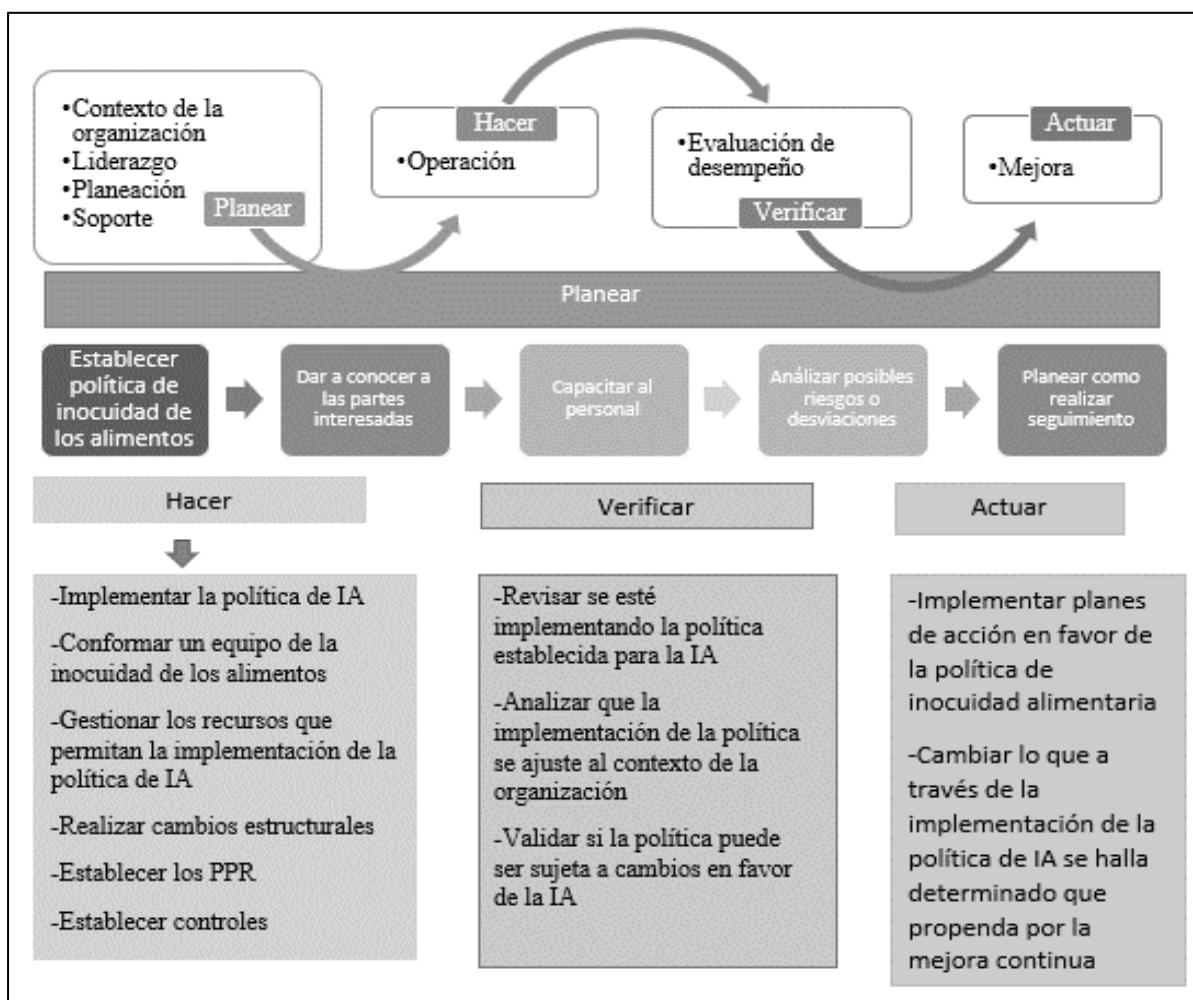 •Contexto de la
organización
•Liderazgo
•Planeación
•Soporte
Planear
Hacer
•Operación
•Evaluación de
desempeño
Verificar
Actuar
•Mejora
Planear
Establecer
política de
inocuidad de
los alimentos
Dar a conocer a
las partes
interesadas
Capacitar al
personal
Análizar posibles
riesgos o
desviaciones
Planear como
realizar
seguimiento
Hacer
-Implementar la política de IA
-Conformar un equipo de la
inocuidad de los alimentos
-Gestionar los recursos que
permitan la implementación de la
política de IA
-Realizar cambios estructurales
-Establecer los PPR
-Establecer controles
Verificar
-Revisar se esté
implementando la política
establecida para la IA
-Analizar que la
implementación de la política
se ajuste al contexto de la
organización
-Validar si la política puede
ser sujeta a cambios en favor
de la IA
Actuar
-Implementar planes
de acción en favor de
la política de
inocuidad alimentaria
-Cambiar lo que a
través de la
implementación de la
política de IA se halla
determinado que
propenda por la
mejora continua